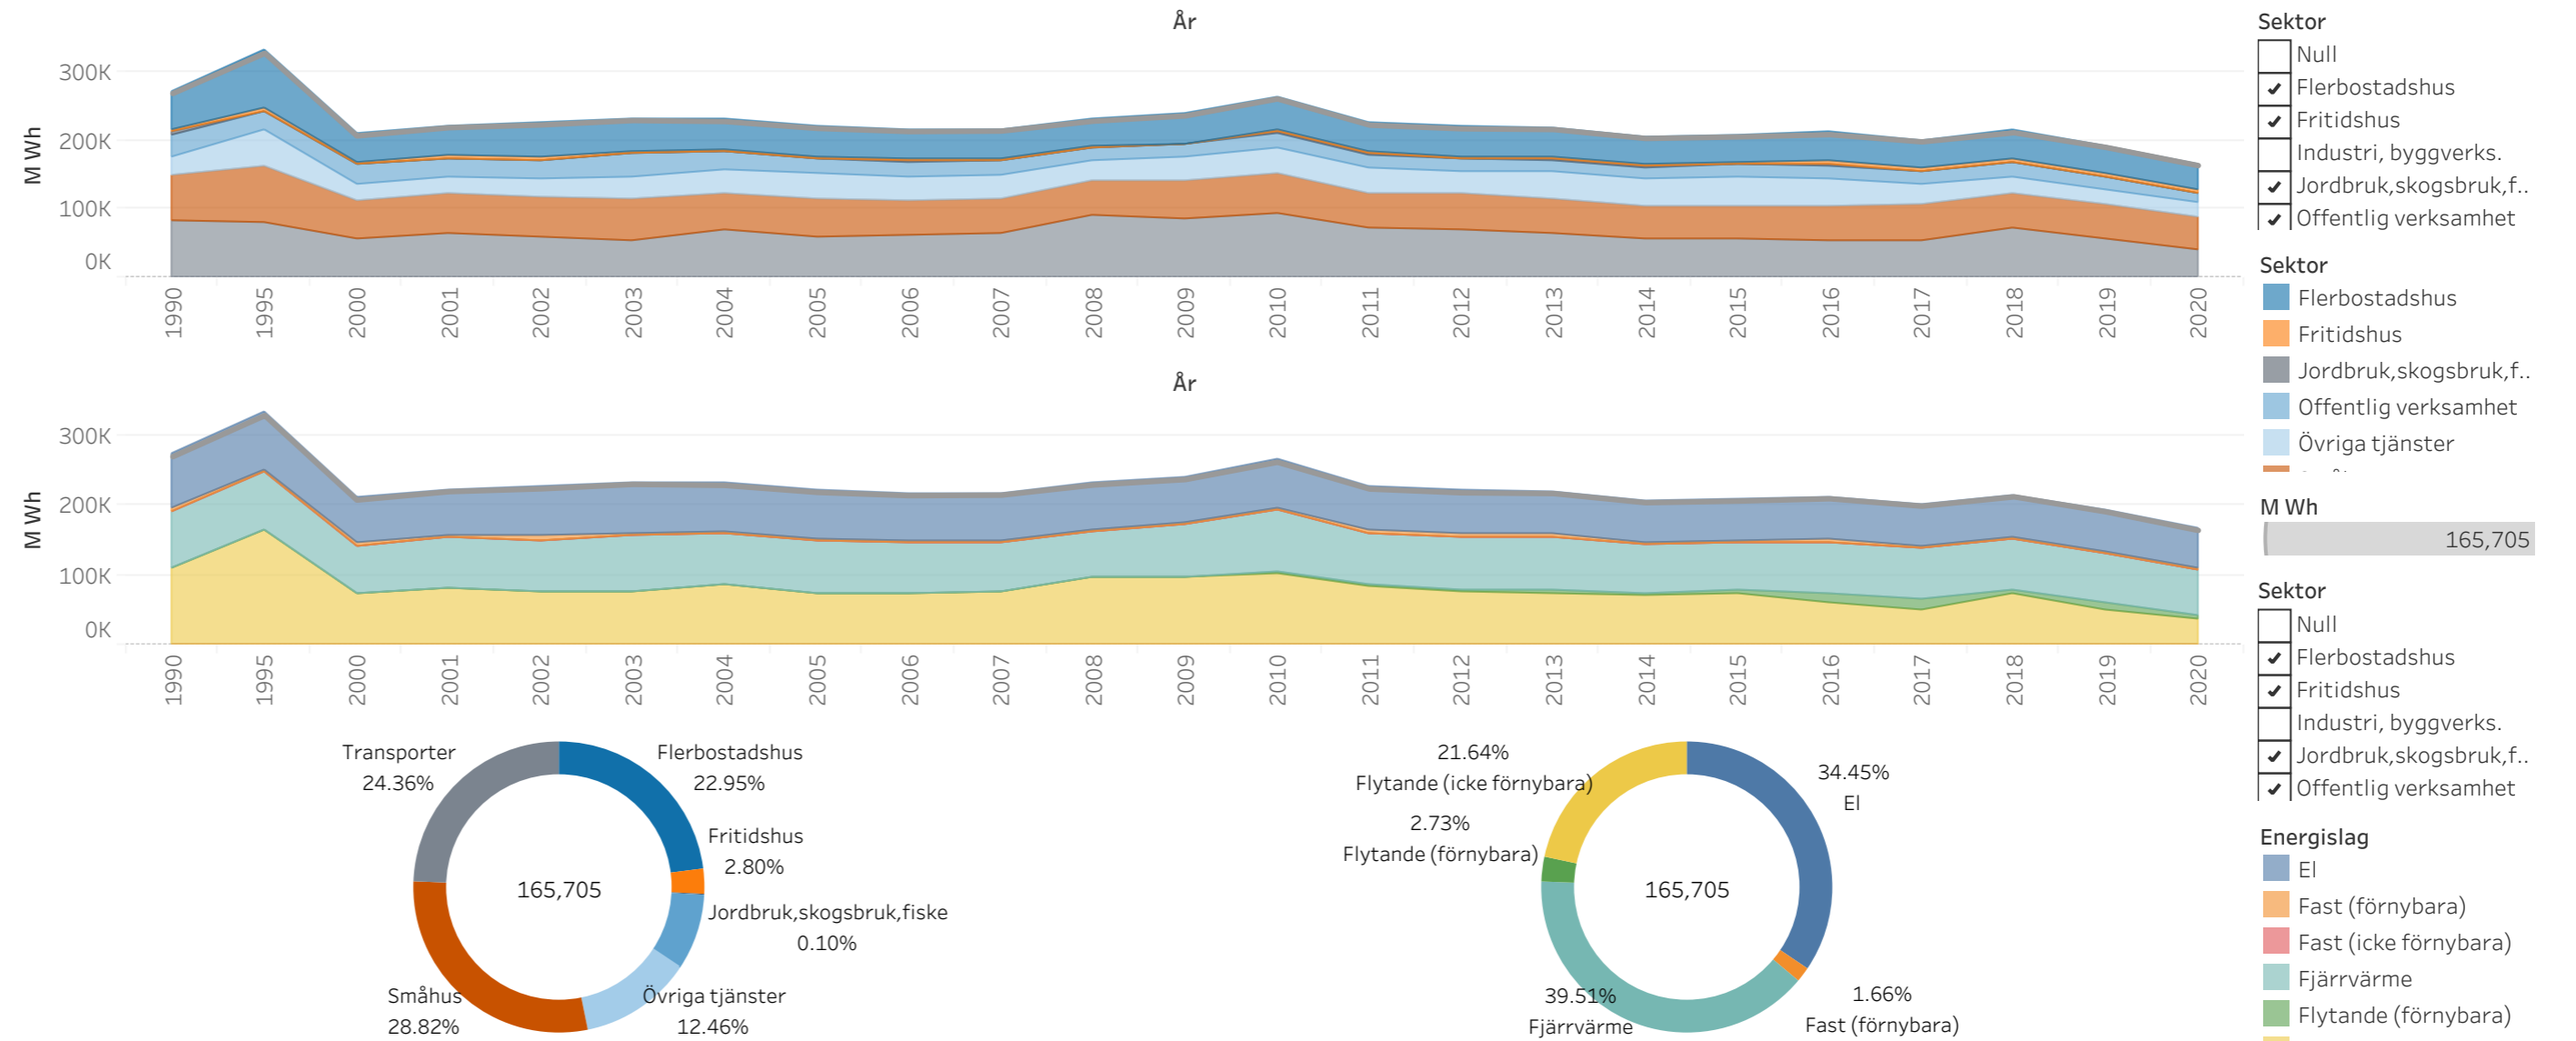 År
300K
200K
100K
0K
M Wh
1990
1995
2000
2001
2002
2003
2004
2005
2006
2007
2008
2009
2010
2011
2012
2013
2014
2015
2016
2017
2018
2019
2020
År
300K
200K
100K
0K
M Wh
1990
1995
2000
2001
2002
2003
2004
2005
2006
2007
2008
2009
2010
2011
2012
2013
2014
2015
2016
2017
2018
2019
2020
Transporter
24.36%
Flerbostadshus
22.95%
Fritidshus
2.80%
165,705
Jordbruk,skogsbruk,fiske
0.10%
Småhus
28.82%
Övriga tjänster
12.46%
21.64%
Flytande (icke förnybara)
34.45%
El
2.73%
Flytande (förnybara)
165,705
39.51%
Fjärrvärme
1.66%
Fast (förnybara)
Sektor
Null
Flerbostadshus
Fritidshus
Industri, byggverks.
Jordbruk,skogsbruk,f..
Offentlig verksamhet
Sektor
Flerbostadshus
Fritidshus
Jordbruk,skogsbruk,f..
Offentlig verksamhet
Övriga tjänster
M Wh
165,705
Sektor
Null
Flerbostadshus
Fritidshus
Industri, byggverks.
Jordbruk,skogsbruk,f..
Offentlig verksamhet
Energislag
El
Fast (förnybara)
Fast (icke förnybara)
Fjärrvärme
Flytande (förnybara)